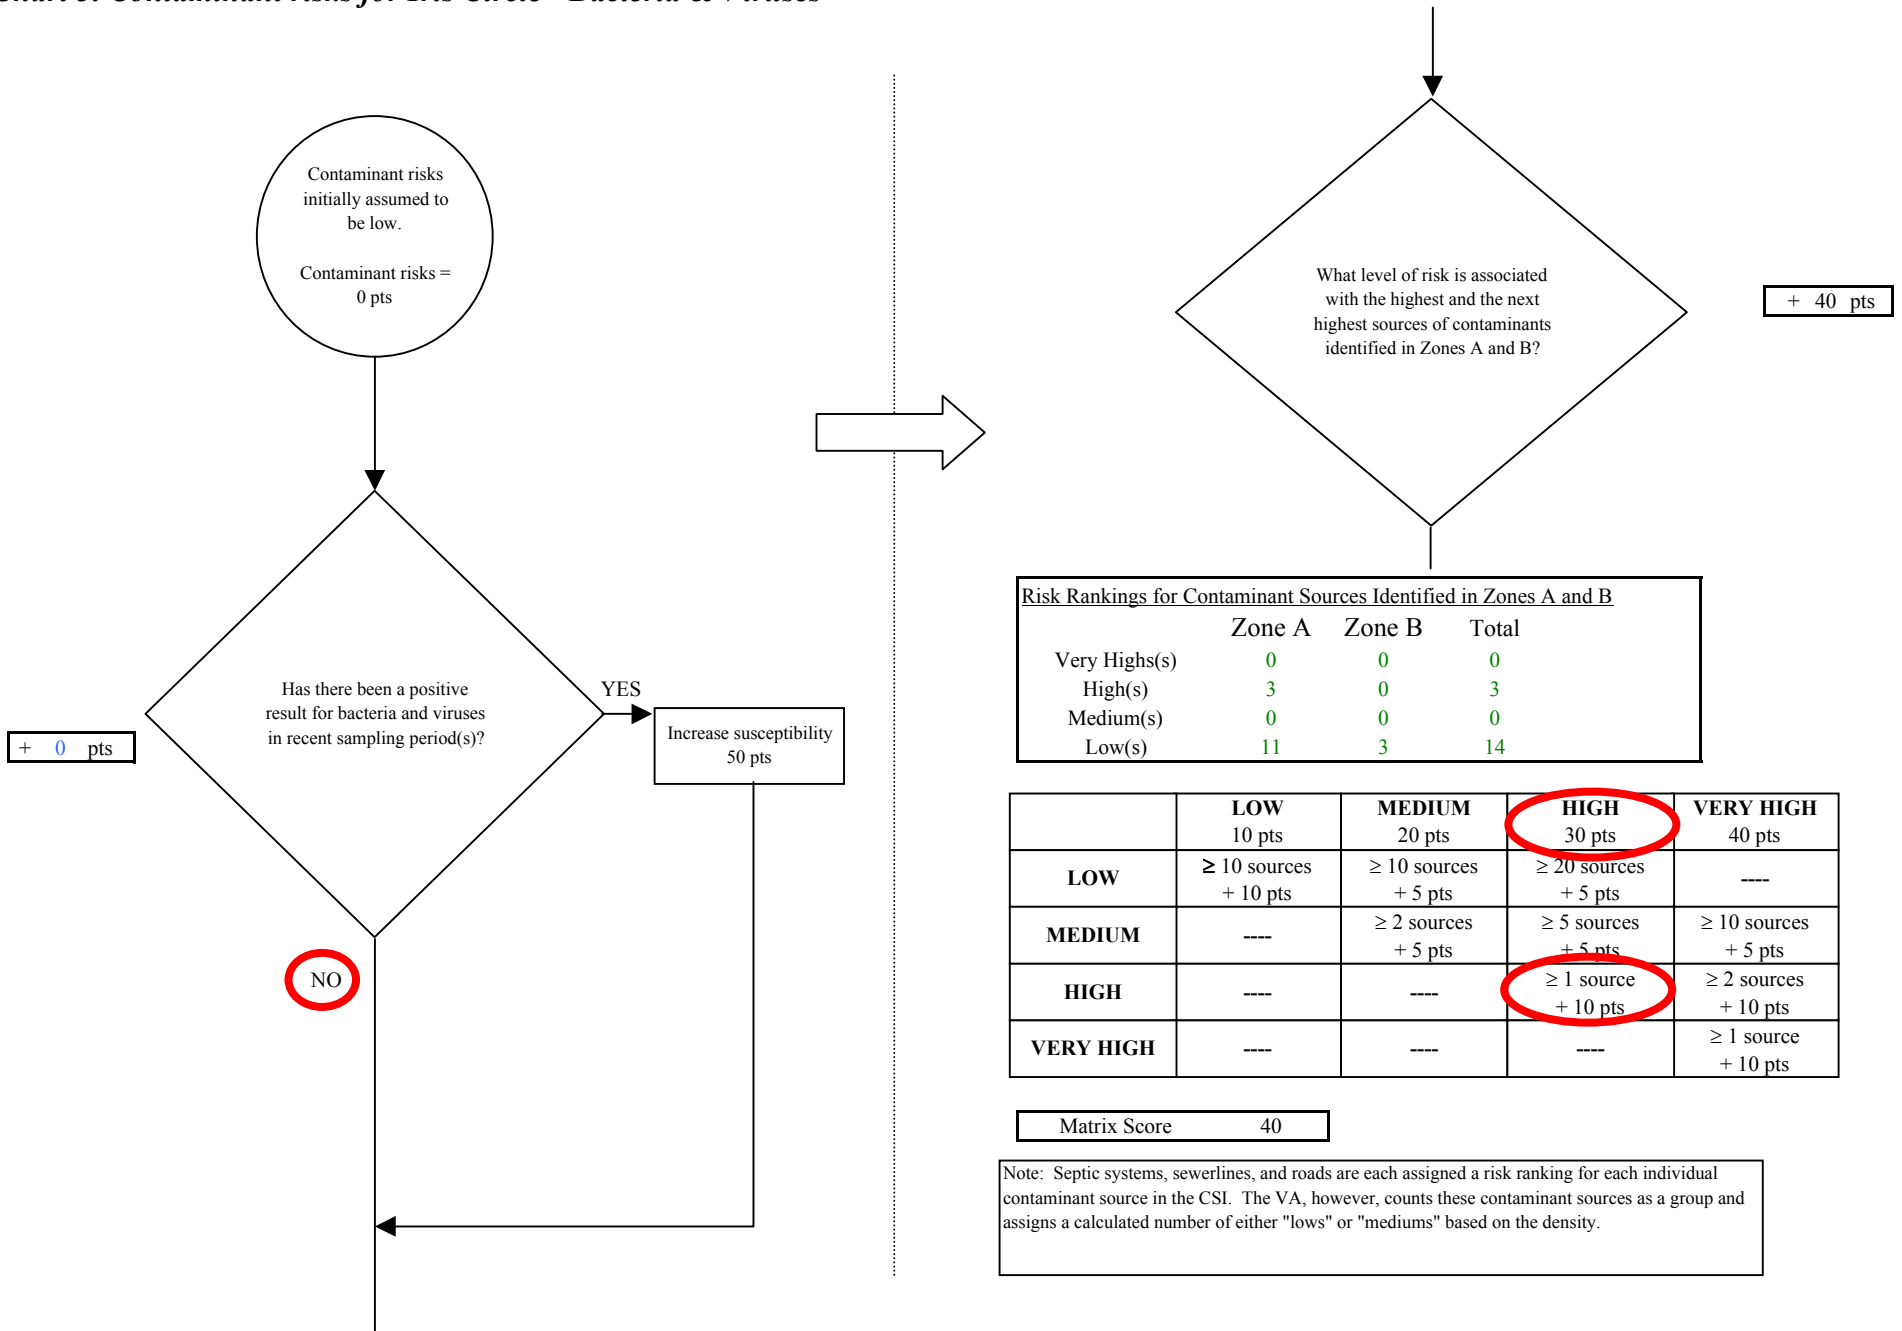 Contaminant risks for Iris Circle - Bacteria & Viruses
Contaminant risks
initially assumed to
be low.
Contaminant risks =
0 pts
Has there been a positive
result for bacteria and viruses
in recent sampling period(s)?
+ 0 pts
YES
Increase susceptibility
50 pts
NO
What level of risk is associated
with the highest and the next
highest sources of contaminants
identified in Zones A and B?
+ 40 pts
Risk Rankings for Contaminant Sources Identified in Zones A and B
Zone A Zone B Total
Very Highs(s) 0 0 0
High(s) 3 0 3
Medium(s) 0 0 0
Low(s) 11 3 14
LOW MEDIUM HIGH VERY HIGH
10 pts 20 pts 30 pts 40 pts
LOW ≥ 10 sources ≥ 10 sources ≥ 20 sources ----
+ 10 pts + 5 pts + 5 pts
MEDIUM ---- ≥ 2 sources ≥ 5 sources ≥ 10 sources
+ 5 pts + 5 pts + 5 pts
HIGH ---- ---- ≥ 1 source ≥ 2 sources
+ 10 pts + 10 pts
VERY HIGH ---- ---- ---- ≥ 1 source
+ 10 pts
Matrix Score 40
Note: Septic systems, sewerlines, and roads are each assigned a risk ranking for each individual
contaminant source in the CSI. The VA, however, counts these contaminant sources as a group and
assigns a calculated number of either "lows" or "mediums" based on the density.